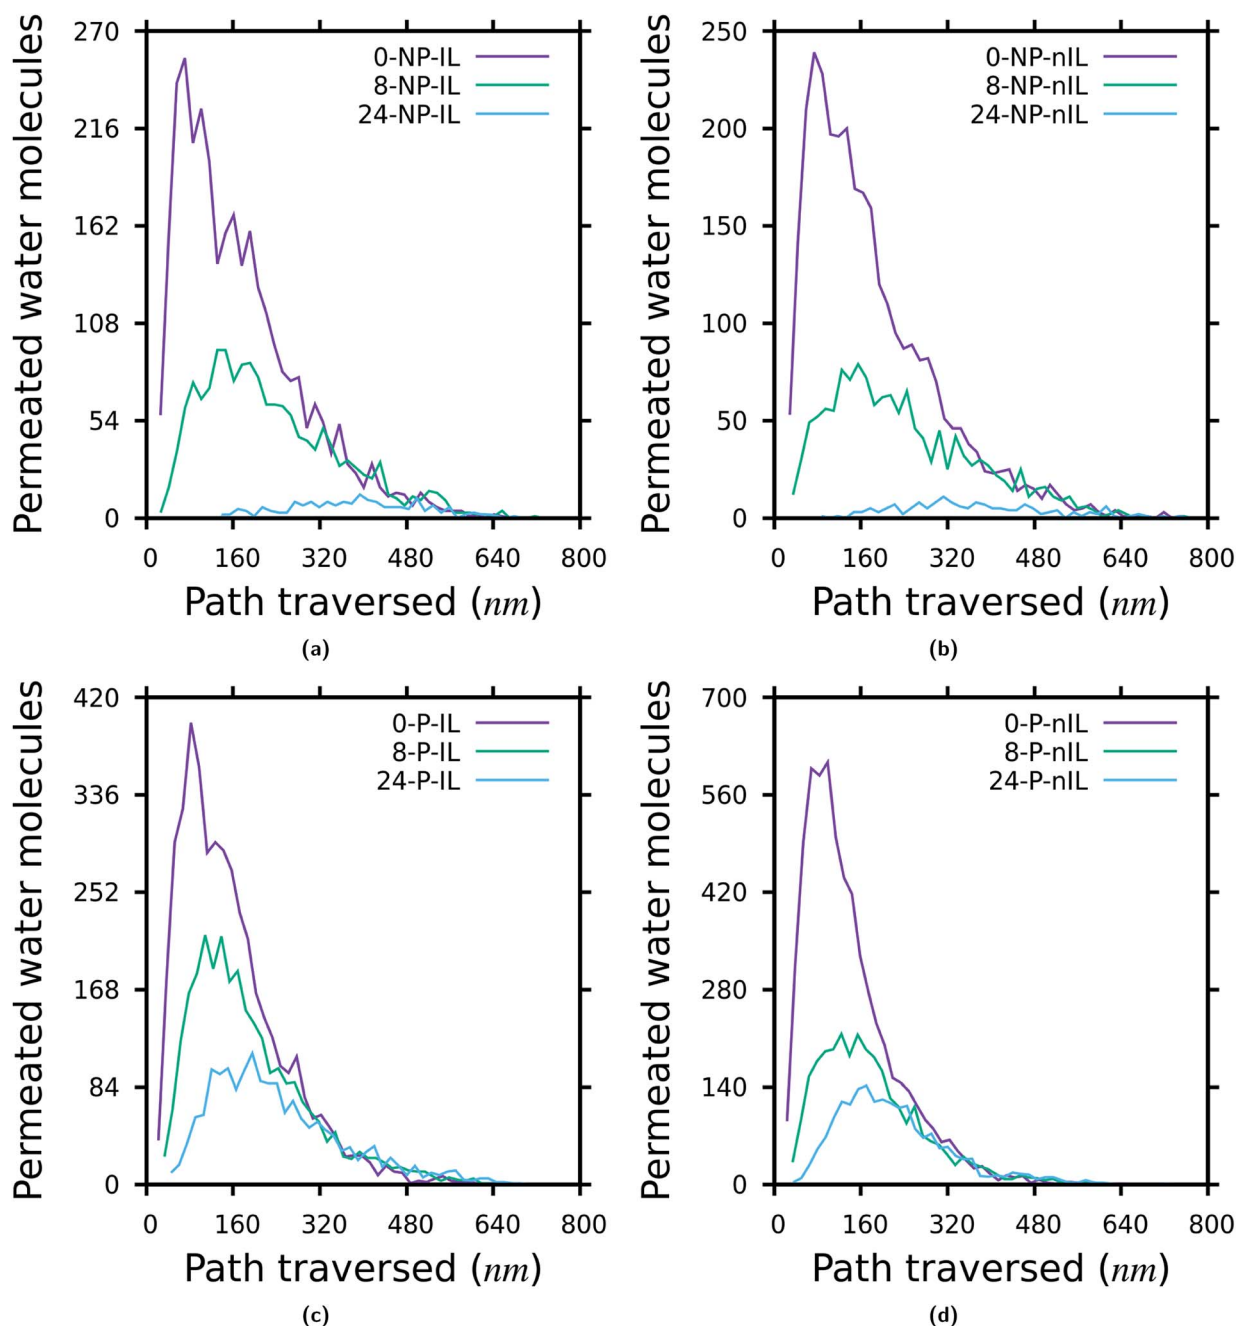 Permeated water molecules
270
216
162
108
54
0
0-NP-IL
8-NP-IL
24-NP-IL
0 160 320 480 640 800
Path traversed (nm)
(a)
Permeated water molecules
250
200
150
100
50
0
0-NP-nIL
8-NP-nIL
24-NP-nIL
0 160 320 480 640 800
Path traversed (nm)
(b)
Permeated water molecules
420
336
252
168
84
0
0-P-IL
8-P-IL
24-P-IL
0 160 320 480 640 800
Path traversed (nm)
(c)
Permeated water molecules
700
560
420
280
140
0
0-P-nIL
8-P-nIL
24-P-nIL
0 160 320 480 640 800
Path traversed (nm)
(d)